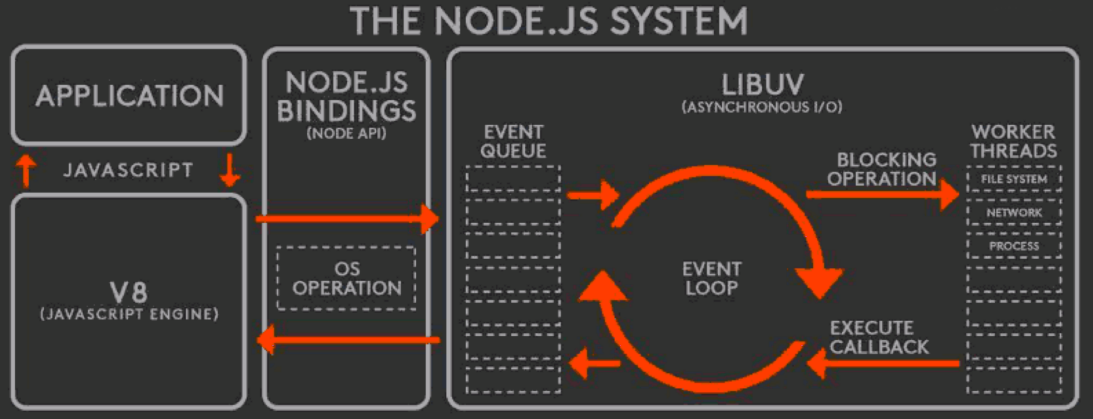 THE NODE.JS SYSTEM
APPLICATION
JAVASCRIPT
V8
(JAVASCRIPT ENGINE)
NODE.JS
BINDINGS
(NODE API)
OS
OPERATION
LIBUV
(ASYNCHRONOUS I/O)
EVENT
QUEUE
EVENT
LOOP
BLOCKING
OPERATION
EXECUTE
CALLBACK
WORKER
THREADS
FILE SYSTEM
NETWORK
PROCESS